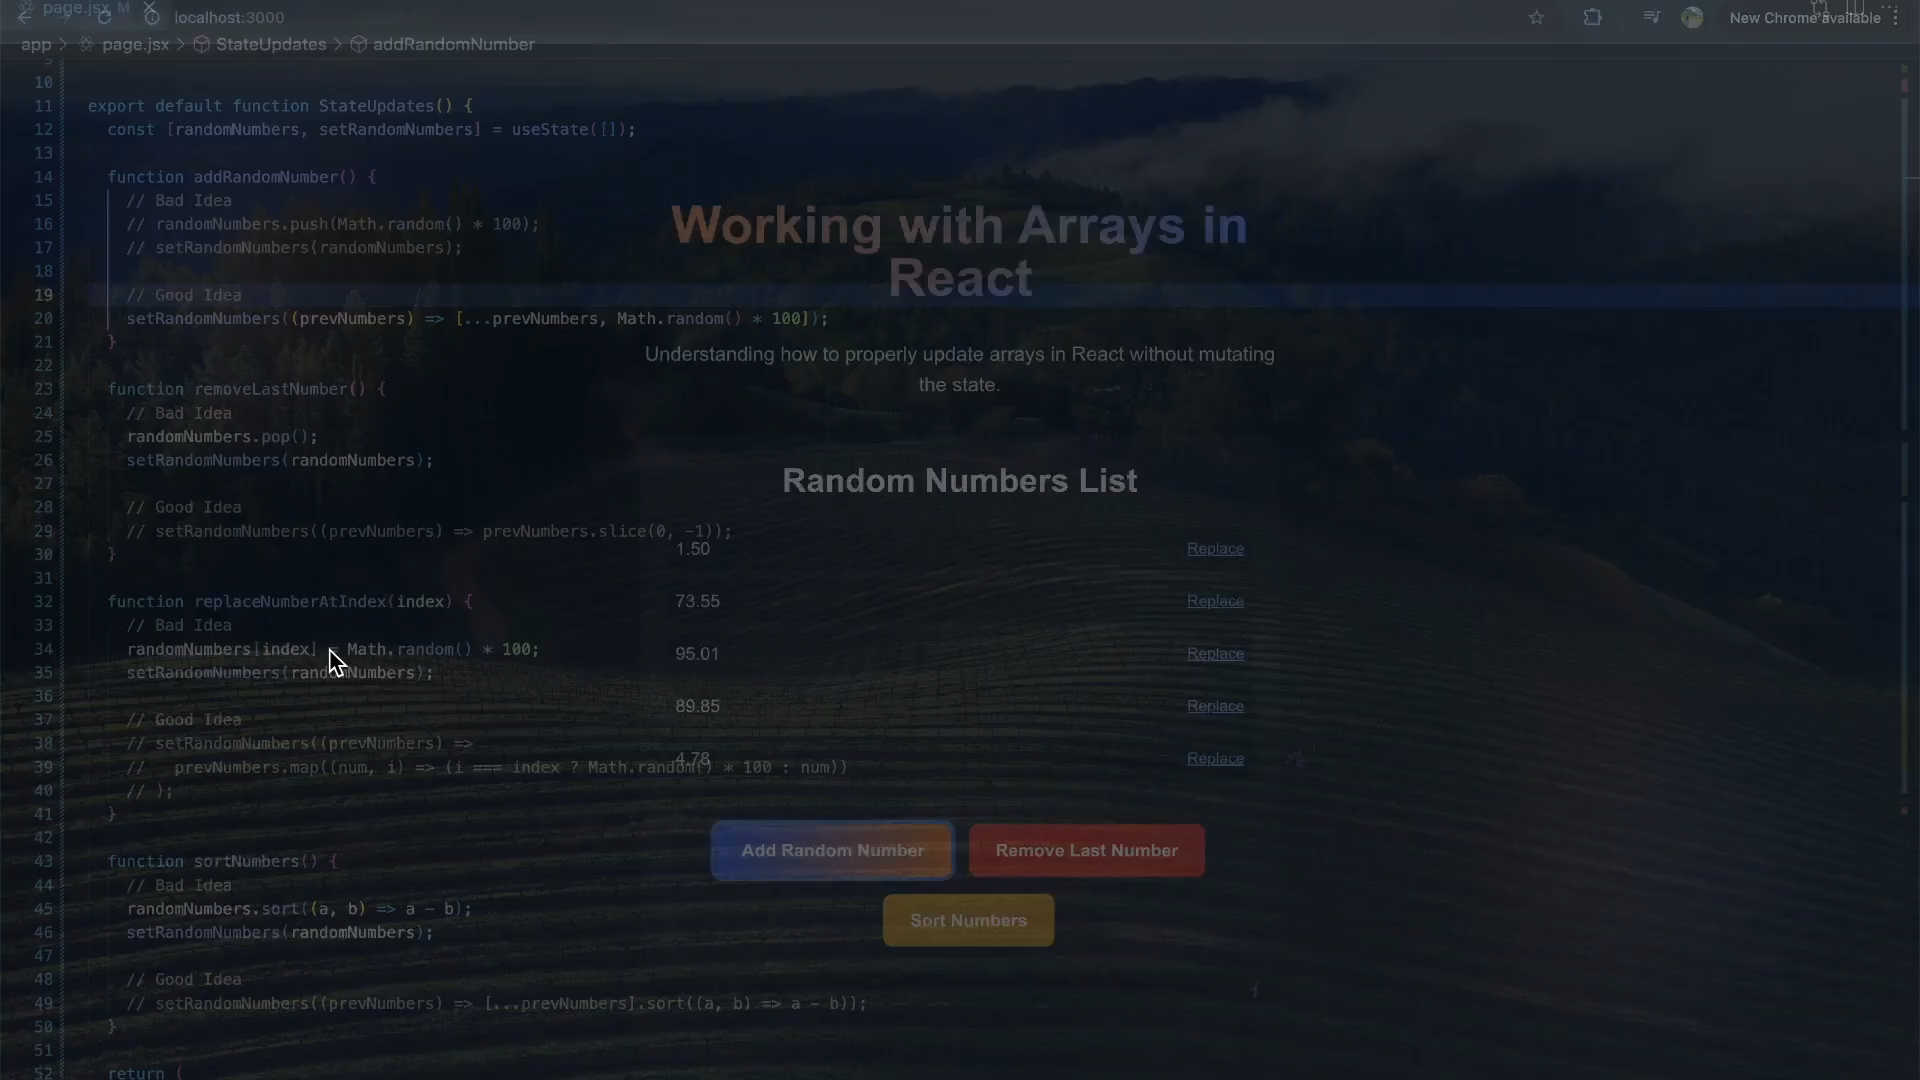 page.jsx M
localhost:3000
New Chrome available
app > page.jsx > StateUpdates > addRandomNumber
9
10
11 export default function StateUpdates() {
12 const [randomNumbers, setRandomNumbers] = useState([]);
13
14 function addRandomNumber() {
15 // Bad Idea
16 // randomNumbers.push(Math.random() * 100);
17 // setRandomNumbers(randomNumbers);
18
19 // Good Idea
20 setRandomNumbers((prevNumbers) => [...prevNumbers, Math.random() * 100]);
21 }
22
23 function removeLastNumber() {
24 // Bad Idea
25 randomNumbers.pop();
26 setRandomNumbers(randomNumbers);
27
28 // Good Idea
29 // setRandomNumbers((prevNumbers) => prevNumbers.slice(0, -1));
30 }
31
32 function replaceNumberAtIndex(index) {
33 // Bad Idea
34 randomNumbers[index] = Math.random() * 100;
35 setRandomNumbers(randomNumbers);
36
37 // Good Idea
38 // setRandomNumbers((prevNumbers) =>
39 //   prevNumbers.map((num, i) => (i === index ? Math.random() * 100 : num))
40 // );
41 }
42
43 function sortNumbers() {
44 // Bad Idea
45 randomNumbers.sort((a, b) => a - b);
46 setRandomNumbers(randomNumbers);
47
48 // Good Idea
49 // setRandomNumbers((prevNumbers) => [...prevNumbers].sort((a, b) => a - b));
50 }
51
52 return (
Working with Arrays in
React
Understanding how to properly update arrays in React without mutating
the state.
Random Numbers List
1.50 Replace
73.55 Replace
95.01 Replace
89.85 Replace
4.78 Replace
Add Random Number
Remove Last Number
Sort Numbers